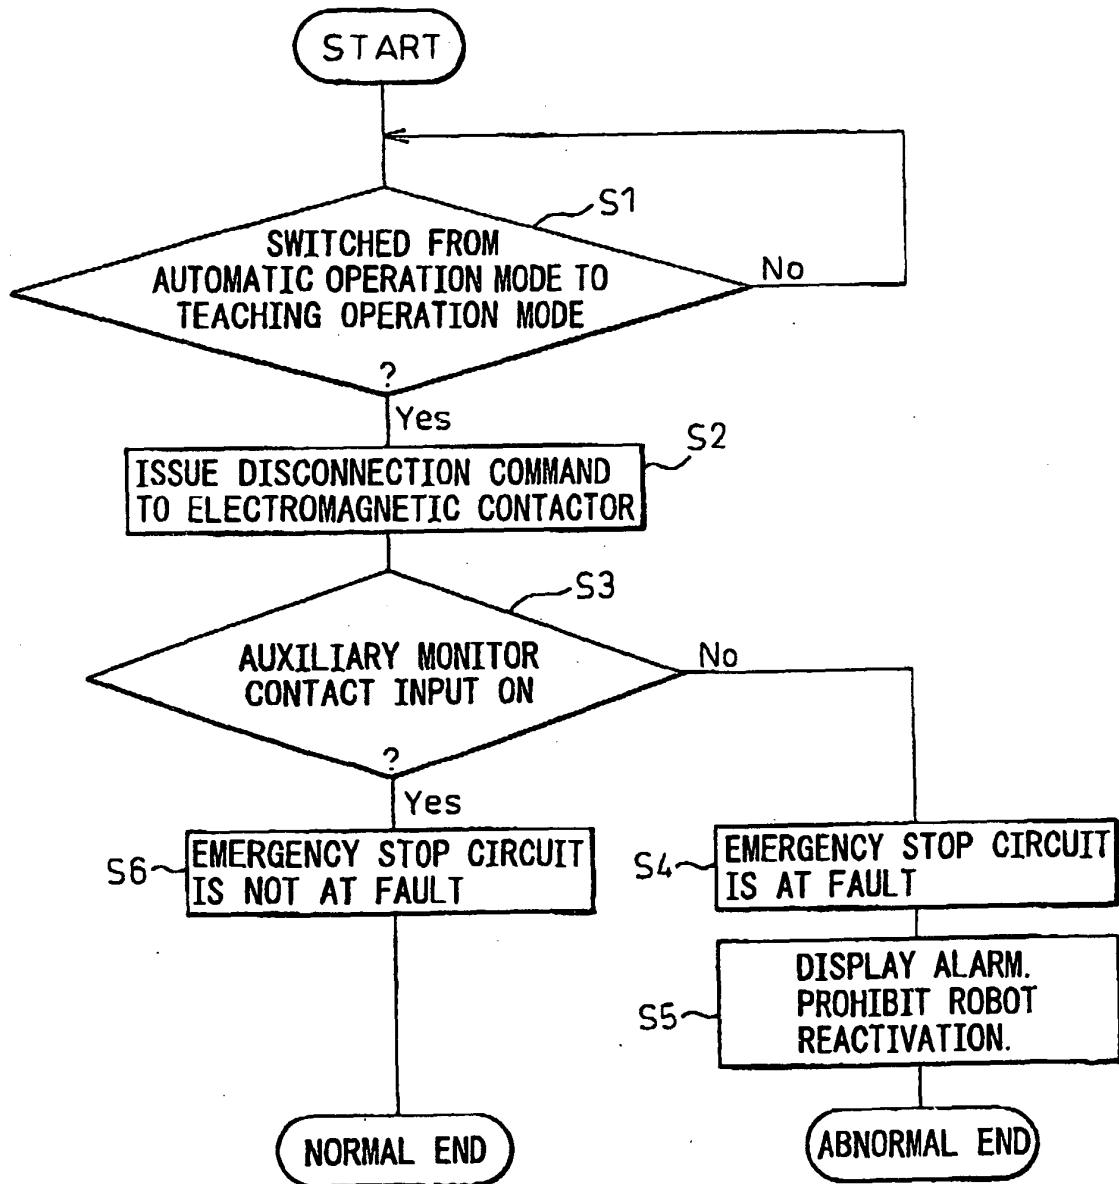 START
S1
SWITCHED FROM
AUTOMATIC OPERATION MODE TO
TEACHING OPERATION MODE
?
No
Yes
S2
ISSUE DISCONNECTION COMMAND
TO ELECTROMAGNETIC CONTACTOR
S3
AUXILIARY MONITOR
CONTACT INPUT ON
?
No
Yes
S6
EMERGENCY STOP CIRCUIT
IS NOT AT FAULT
S4
EMERGENCY STOP CIRCUIT
IS AT FAULT
S5
DISPLAY ALARM.
PROHIBIT ROBOT
REACTIVATION.
NORMAL END
ABNORMAL END